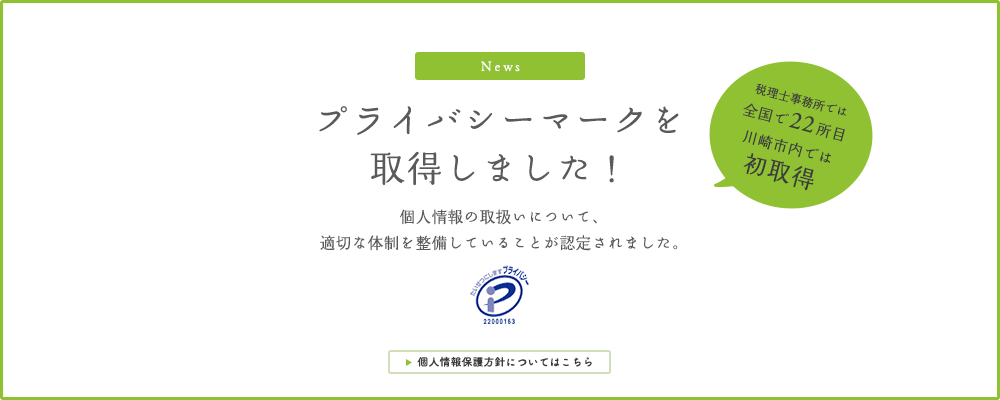 News
プライバシーマークを
取得しました！
税理士事務所では
全国で22所目
川崎市内では
初取得
個人情報の取扱いについて、
適切な体制を整備していることが認定されました。
たいせつにしますプライバシー
22000163
個人情報保護方針についてはこちら